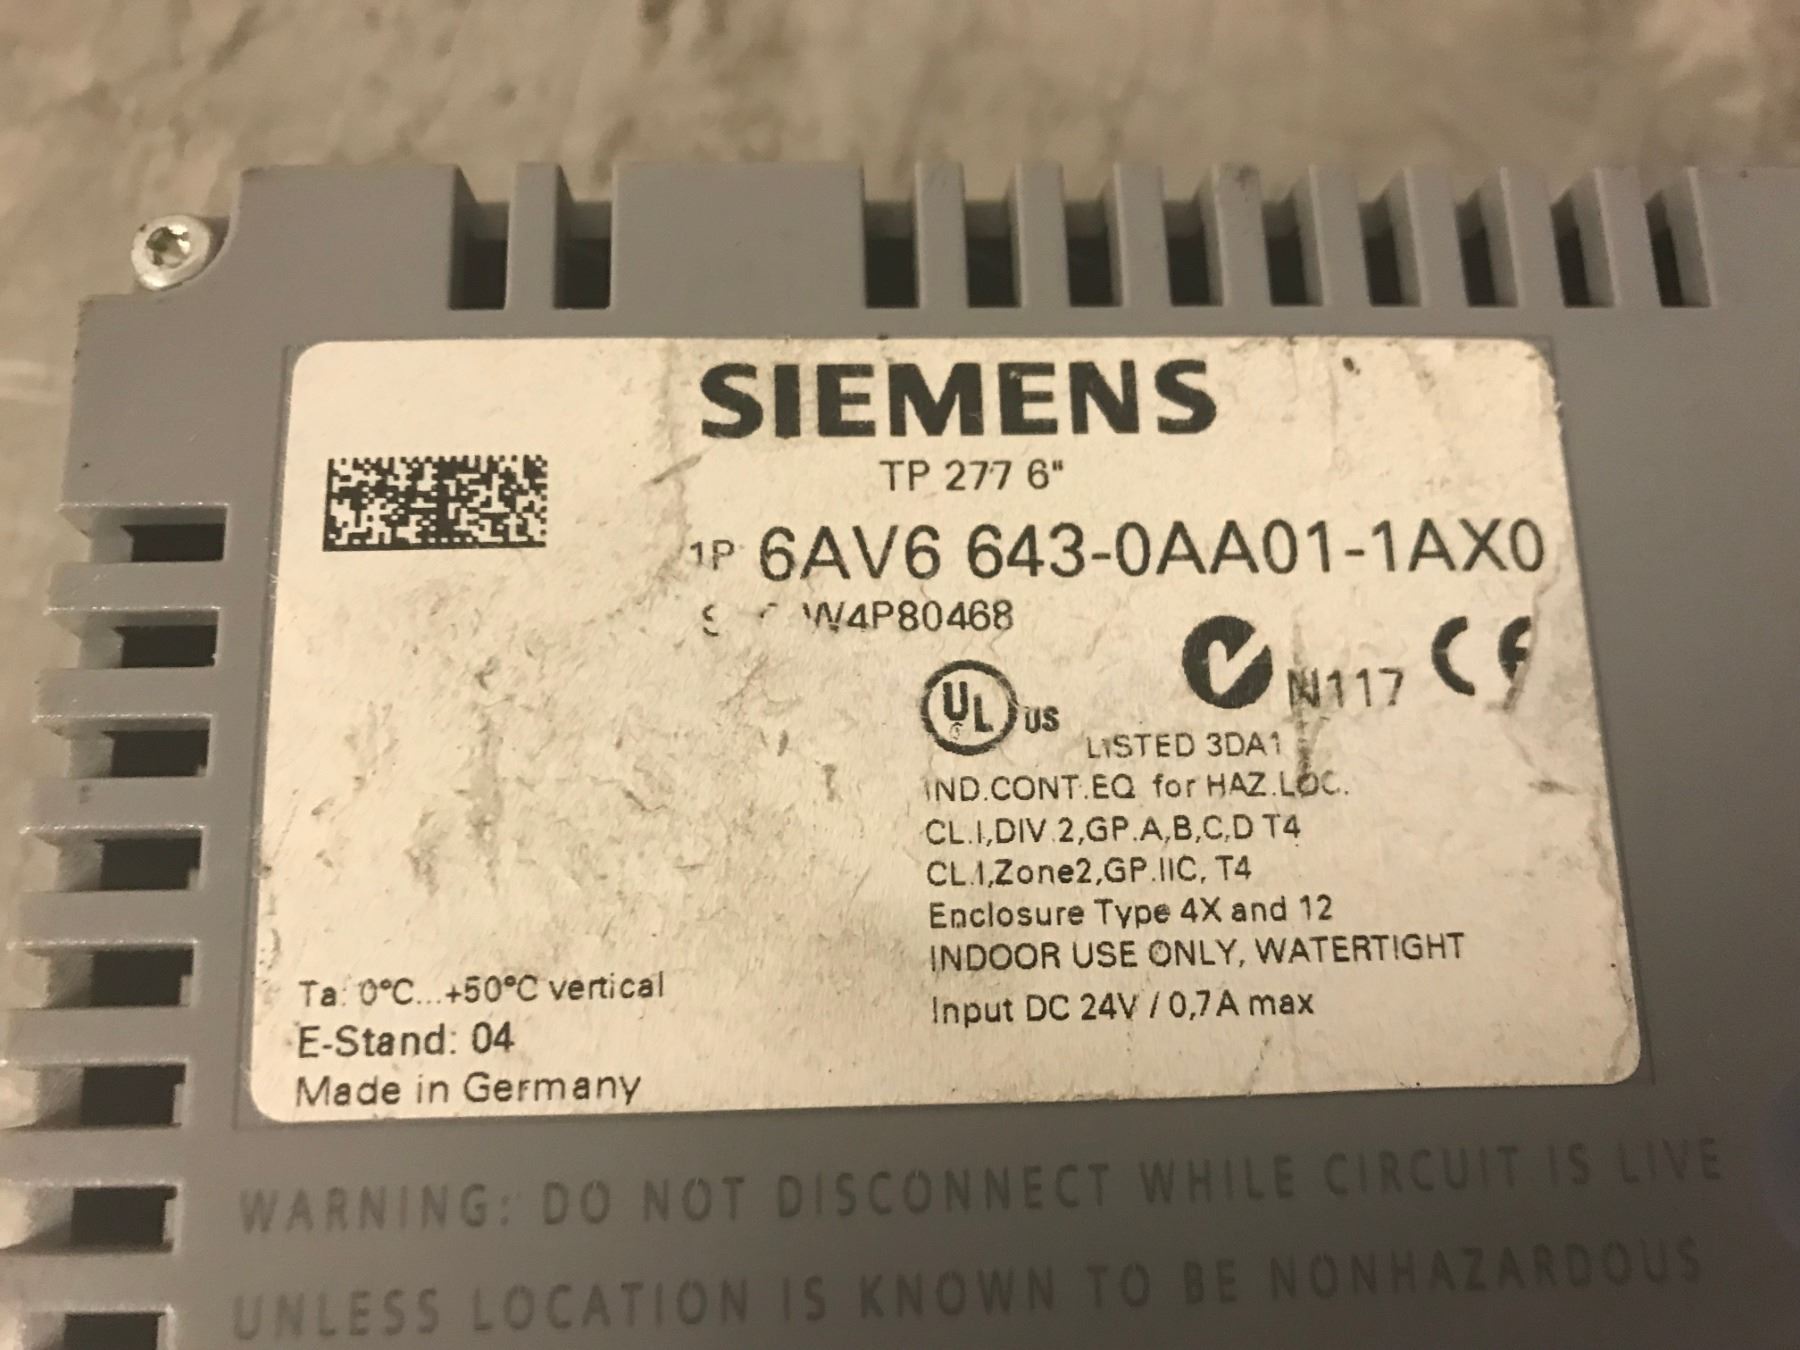 SIEMENS
TP 277 6"
1P 6AV6 643-0AA01-1AX0
W4P80468
N117 CE
UL US
LISTED 3DA1
IND.CONT.EQ for HAZ.LOC.
CL.I,DIV.2,GP.A,B,C,D T4
CL.I,Zone2,GP.IIC, T4
Enclosure Type 4X and 12
INDOOR USE ONLY, WATERTIGHT
Input DC 24V / 0,7A max
Ta: 0°C...+50°C vertical
E-Stand: 04
Made in Germany
WARNING: DO NOT DISCONNECT WHILE CIRCUIT IS LIVE
UNLESS LOCATION IS KNOWN TO BE NONHAZARDOUS